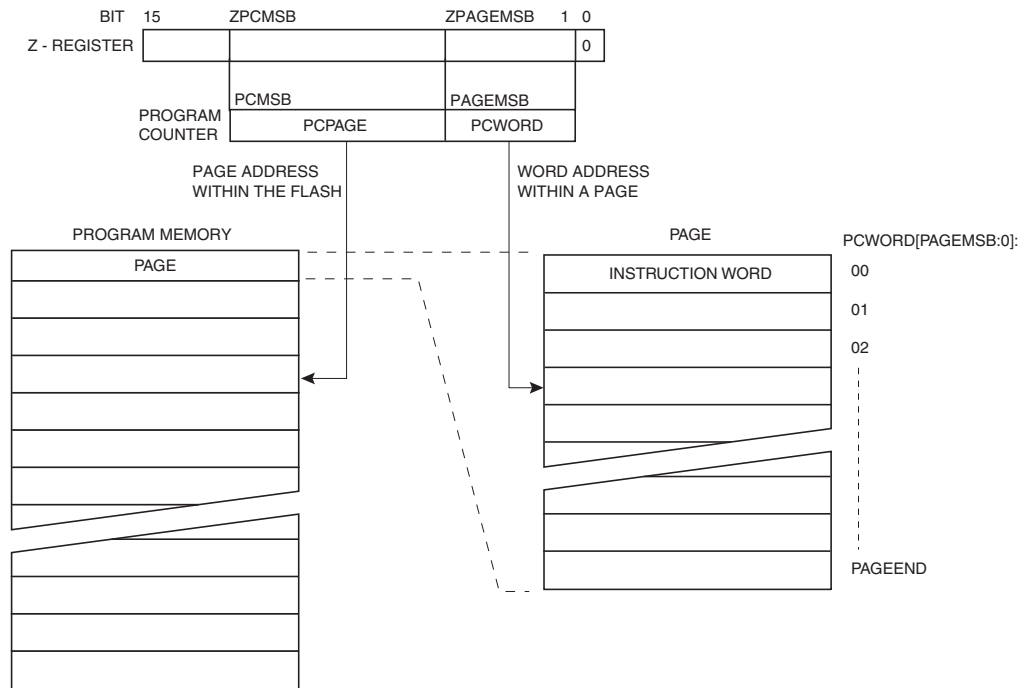 BIT 15 ZPCMSB ZPAGEMSB 1 0
Z - REGISTER 0
PCMSB PAGEMSB
PROGRAM
COUNTER
PCPAGE PCWORD
PAGE ADDRESS
WITHIN THE FLASH
WORD ADDRESS
WITHIN A PAGE
PROGRAM MEMORY
PAGE
PAGE
PCWORD[PAGEMSB:0]:
INSTRUCTION WORD 00
01
02
PAGEEND